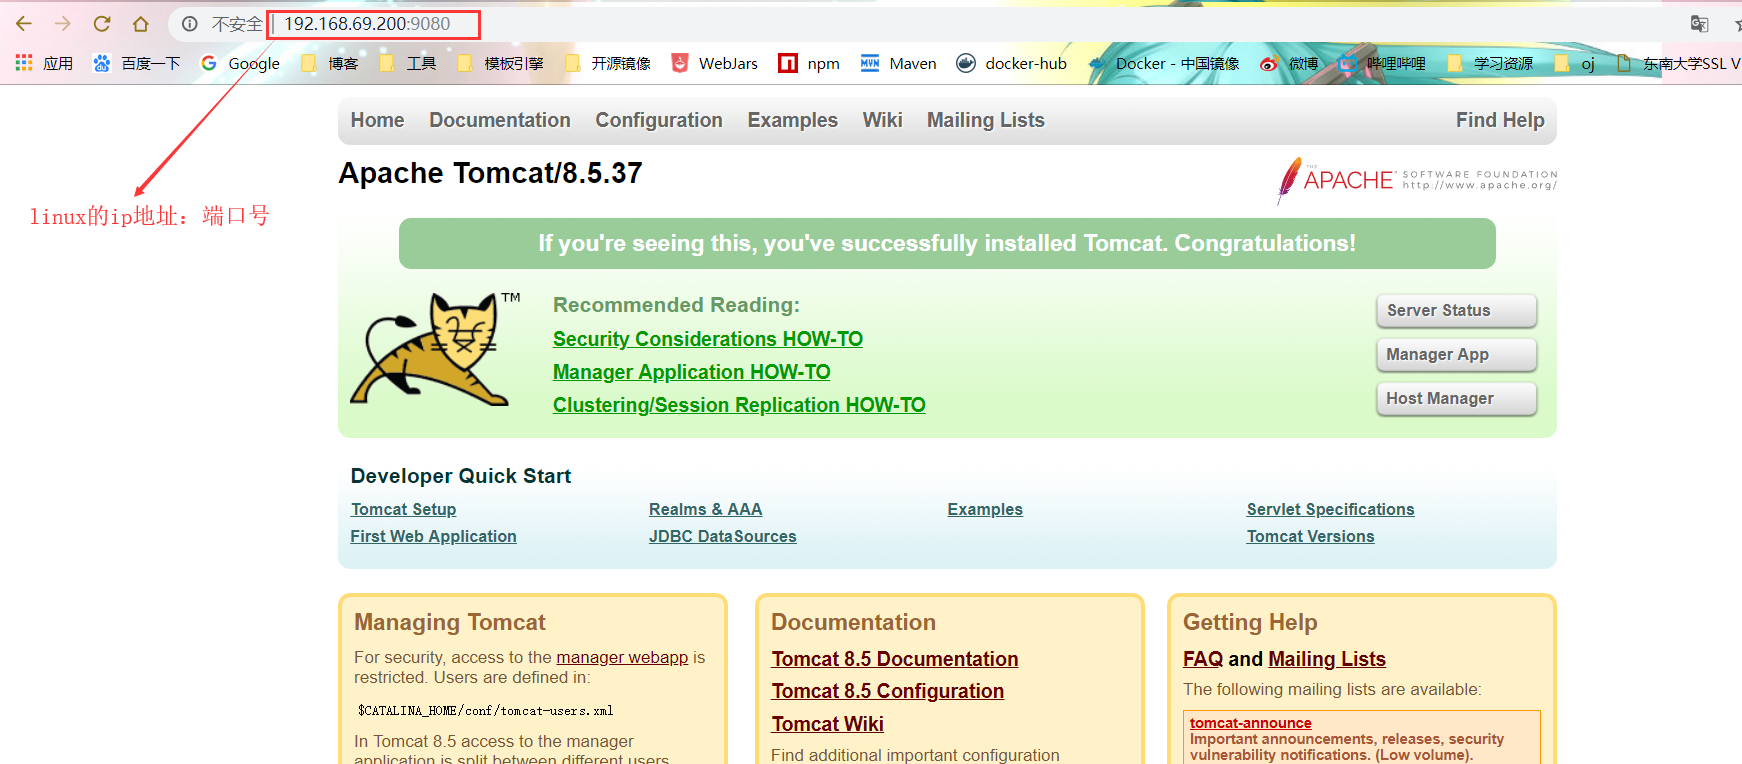 不安全 | 192.168.69.200:9080
应用 百度一下 Google 博客 工具 模板引擎 开源镜像 WebJars npm Maven docker-hub Docker - 中国镜像 微博 哔哩哔哩 学习资源 oj 东南大学SSL V
linux的ip地址：端口号
Home Documentation Configuration Examples Wiki Mailing Lists Find Help
Apache Tomcat/8.5.37
THE APACHE™ SOFTWARE FOUNDATION
http://www.apache.org/
If you're seeing this, you've successfully installed Tomcat. Congratulations!
TM
Recommended Reading:
Security Considerations HOW-TO
Manager Application HOW-TO
Clustering/Session Replication HOW-TO
Server Status
Manager App
Host Manager
Developer Quick Start
Tomcat Setup Realms & AAA Examples Servlet Specifications
First Web Application JDBC DataSources Tomcat Versions
Managing Tomcat
For security, access to the manager webapp is
restricted. Users are defined in:
$CATALINA_HOME/conf/tomcat-users.xml
In Tomcat 8.5 access to the manager
application is split between different users.
Documentation
Tomcat 8.5 Documentation
Tomcat 8.5 Configuration
Tomcat Wiki
Find additional important configuration
Getting Help
FAQ and Mailing Lists
The following mailing lists are available:
tomcat-announce
Important announcements, releases, security
vulnerability notifications. (Low volume).